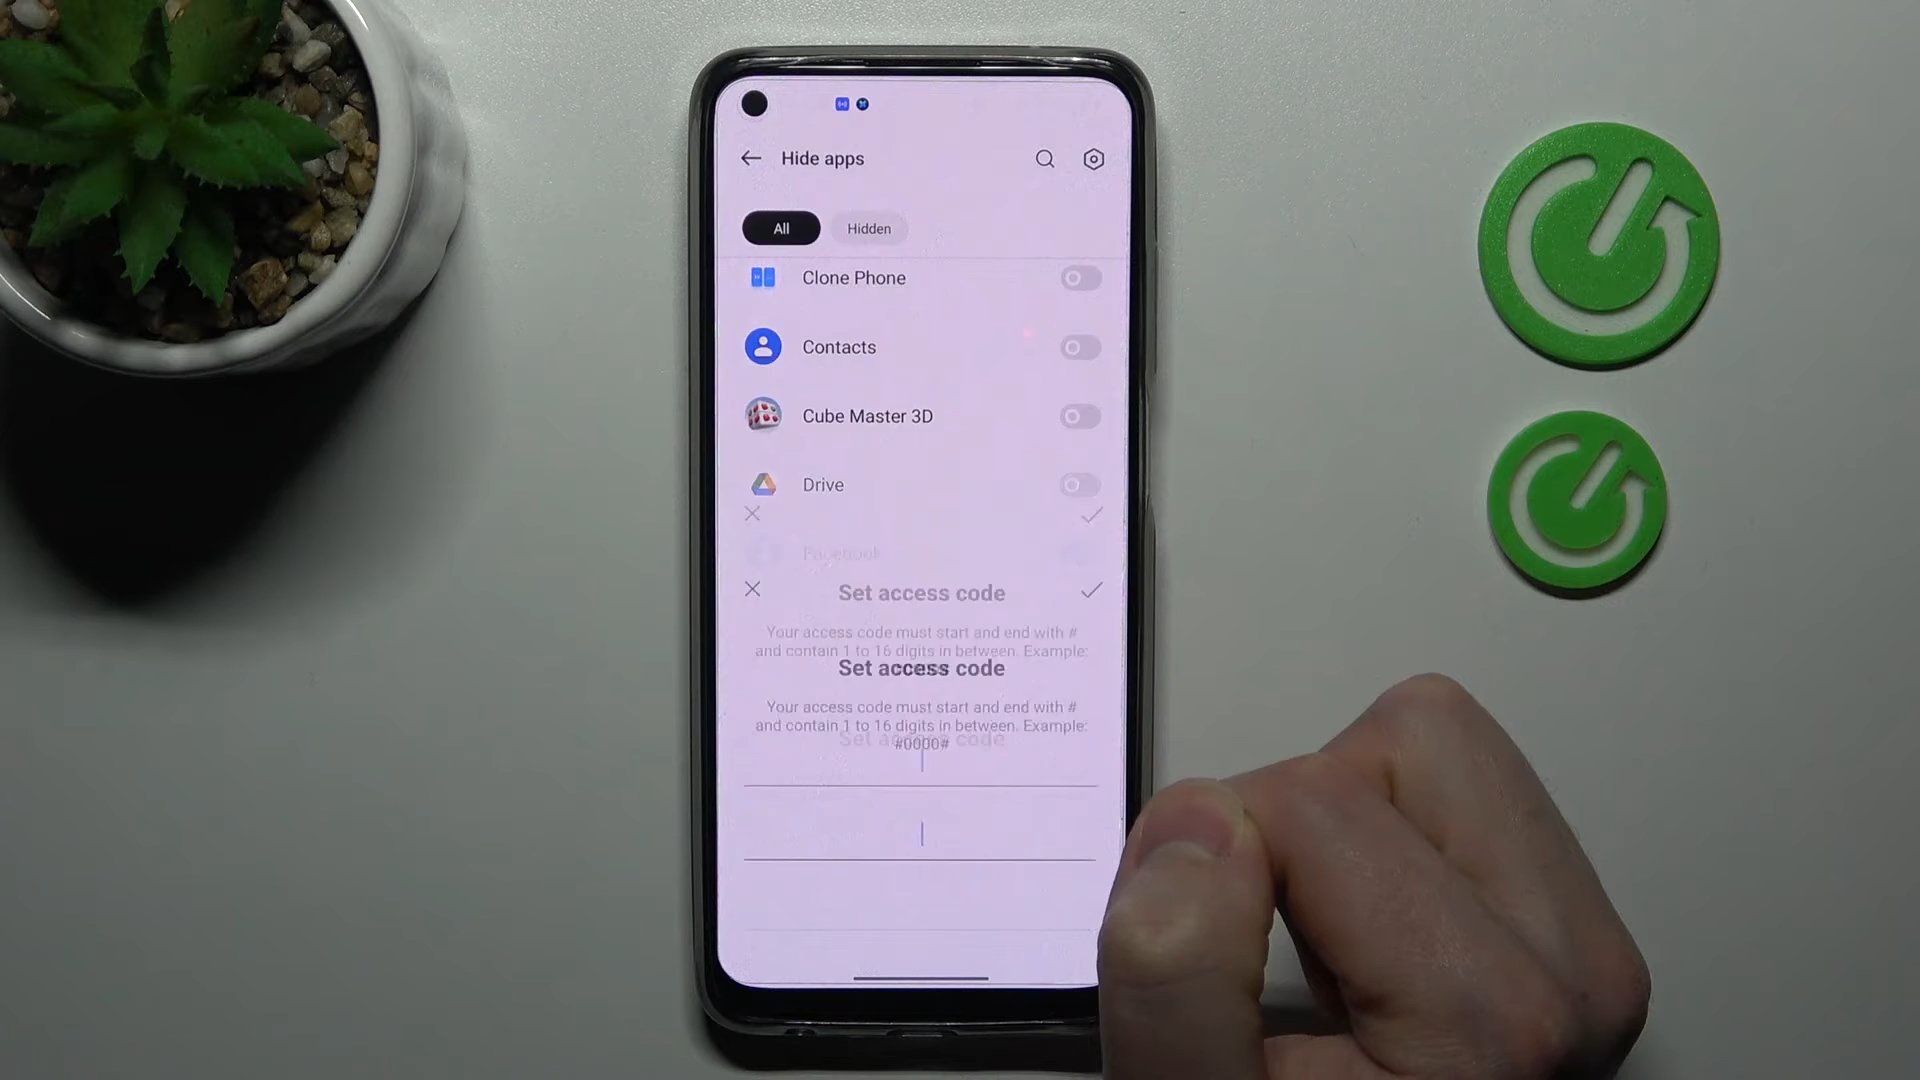 Hide apps
All
Hidden
Clone Phone
Contacts
Cube Master 3D
Drive
Facebook
Set access code
Your access code must start and end with #
and contain 1 to 16 digits in between. Example:
Set access code
Your access code must start and end with #
and contain 1 to 16 digits in between. Example:
Set access code
#0000#